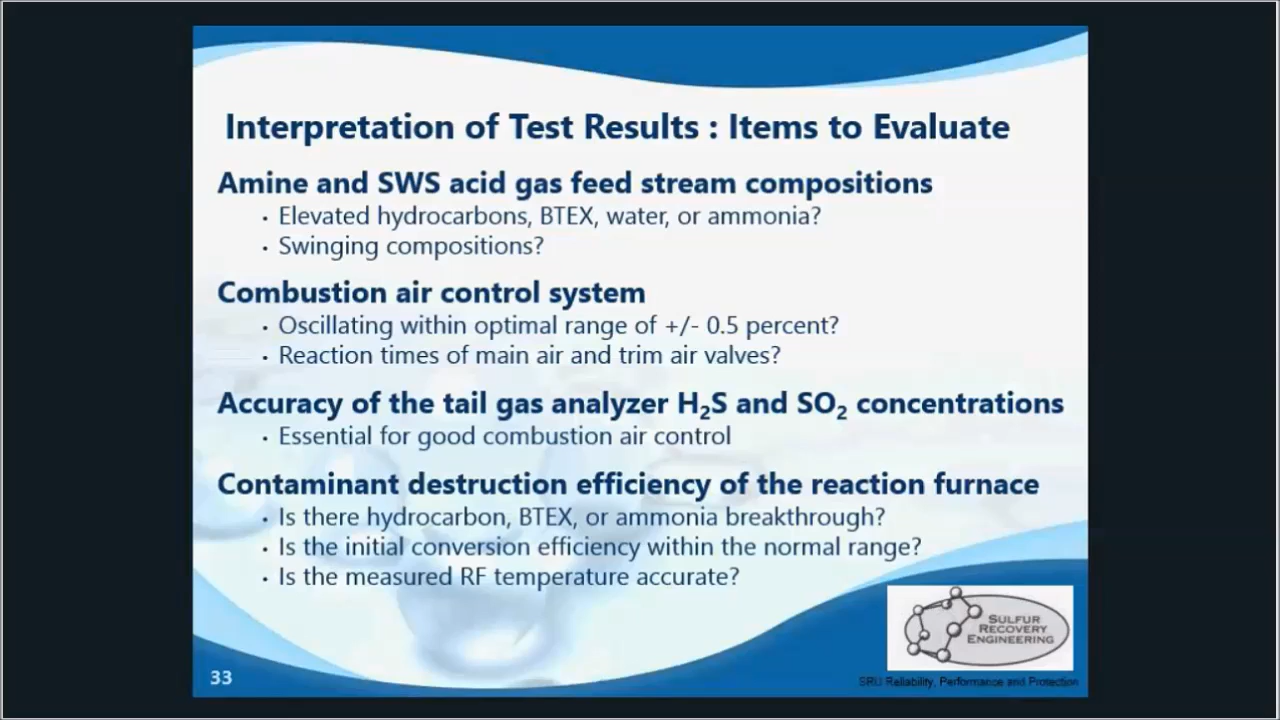 Interpretation of Test Results : Items to Evaluate
Amine and SWS acid gas feed stream compositions
· Elevated hydrocarbons, BTEX, water, or ammonia?
· Swinging compositions?
Combustion air control system
· Oscillating within optimal range of +/- 0.5 percent?
· Reaction times of main air and trim air valves?
Accuracy of the tail gas analyzer H₂S and SO₂ concentrations
· Essential for good combustion air control
Contaminant destruction efficiency of the reaction furnace
· Is there hydrocarbon, BTEX, or ammonia breakthrough?
· Is the initial conversion efficiency within the normal range?
· Is the measured RF temperature accurate?
SULFUR
RECOVERY
ENGINEERING
33
SRU Reliability, Performance and Protection